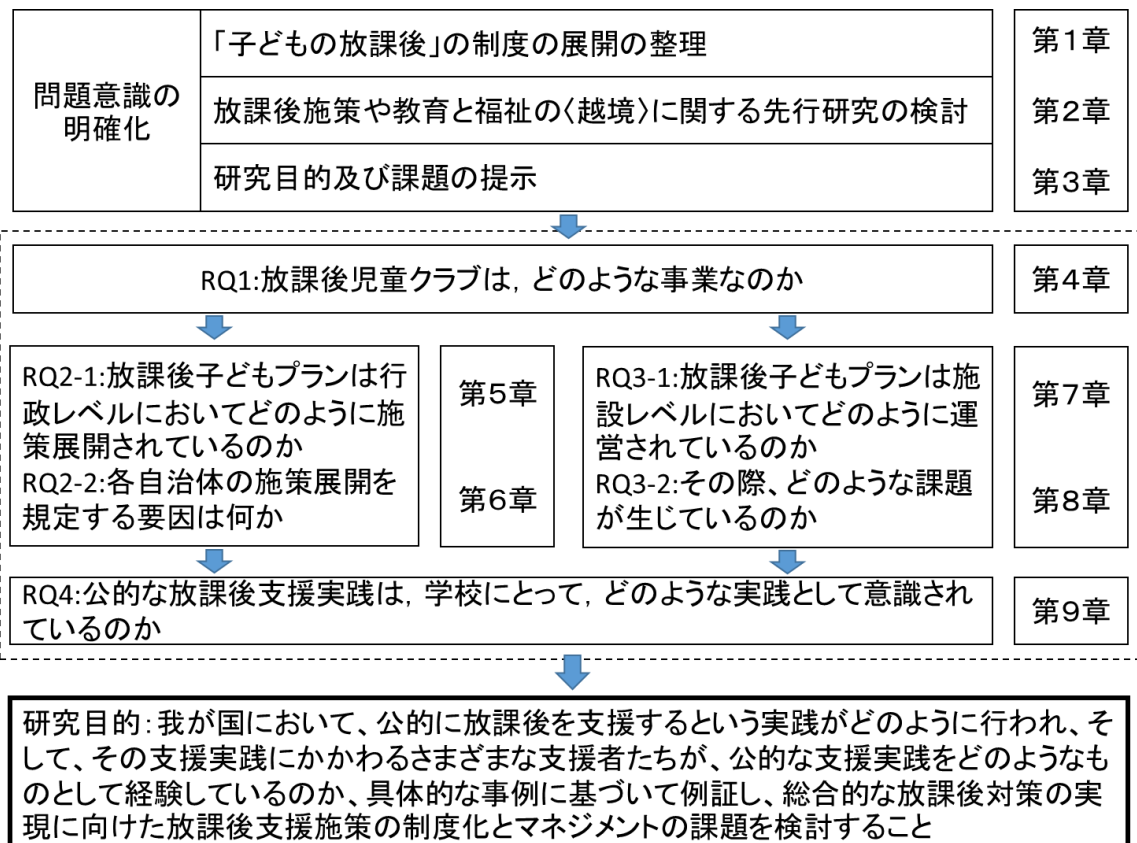 問題意識の
明確化
「子どもの放課後」の制度の展開の整理
第1章
放課後施策や教育と福祉の〈越境〉に関する先行研究の検討
第2章
研究目的及び課題の提示
第3章
RQ1:放課後児童クラブは，どのような事業なのか
第4章
RQ2-1:放課後子どもプランは行
政レベルにおいてどのように施
策展開されているのか
RQ2-2:各自治体の施策展開を
規定する要因は何か
第5章
第6章
RQ3-1:放課後子どもプランは施
設レベルにおいてどのように運
営されているのか
RQ3-2:その際、どのような課題
が生じているのか
第7章
第8章
RQ4:公的な放課後支援実践は，学校にとって，どのような実践として意識され
ているのか
第9章
研究目的：我が国において、公的に放課後を支援するという実践がどのように行われ、そ
して、その支援実践にかかわるさまざまな支援者たちが、公的な支援実践をどのようなも
のとして経験しているのか、具体的な事例に基づいて例証し、総合的な放課後対策の実
現に向けた放課後支援施策の制度化とマネジメントの課題を検討すること